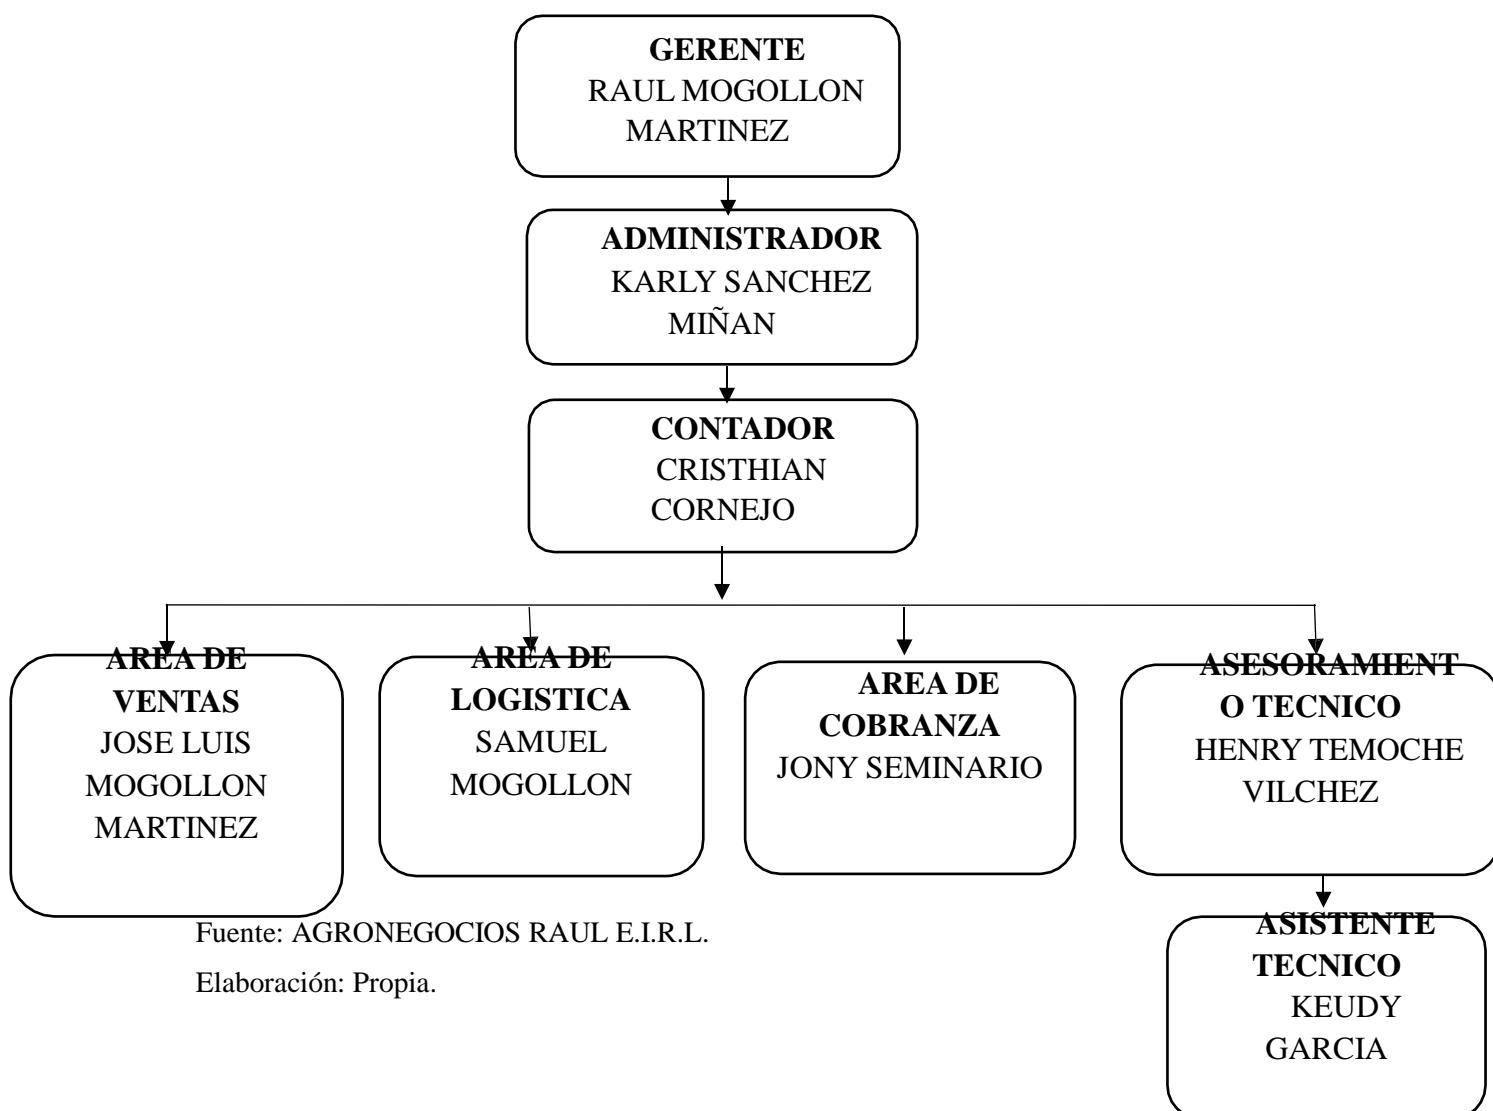 GERENTE
RAUL MOGOLLON
MARTINEZ
ADMINISTRADOR
KARLY SANCHEZ
MIÑAN
CONTADOR
CRISTHIAN
CORNEJO
AREA DE
VENTAS
JOSE LUIS
MOGOLLON
MARTINEZ
AREA DE
LOGISTICA
SAMUEL
MOGOLLON
AREA DE
COBRANZA
JONY SEMINARIO
ASESORAMIENT
O TECNICO
HENRY TEMOCHE
VILCHEZ
ASISTENTE
TECNICO
KEUDY
GARCIA
Fuente: AGRONEGOCIOS RAUL E.I.R.L.
Elaboración: Propia.